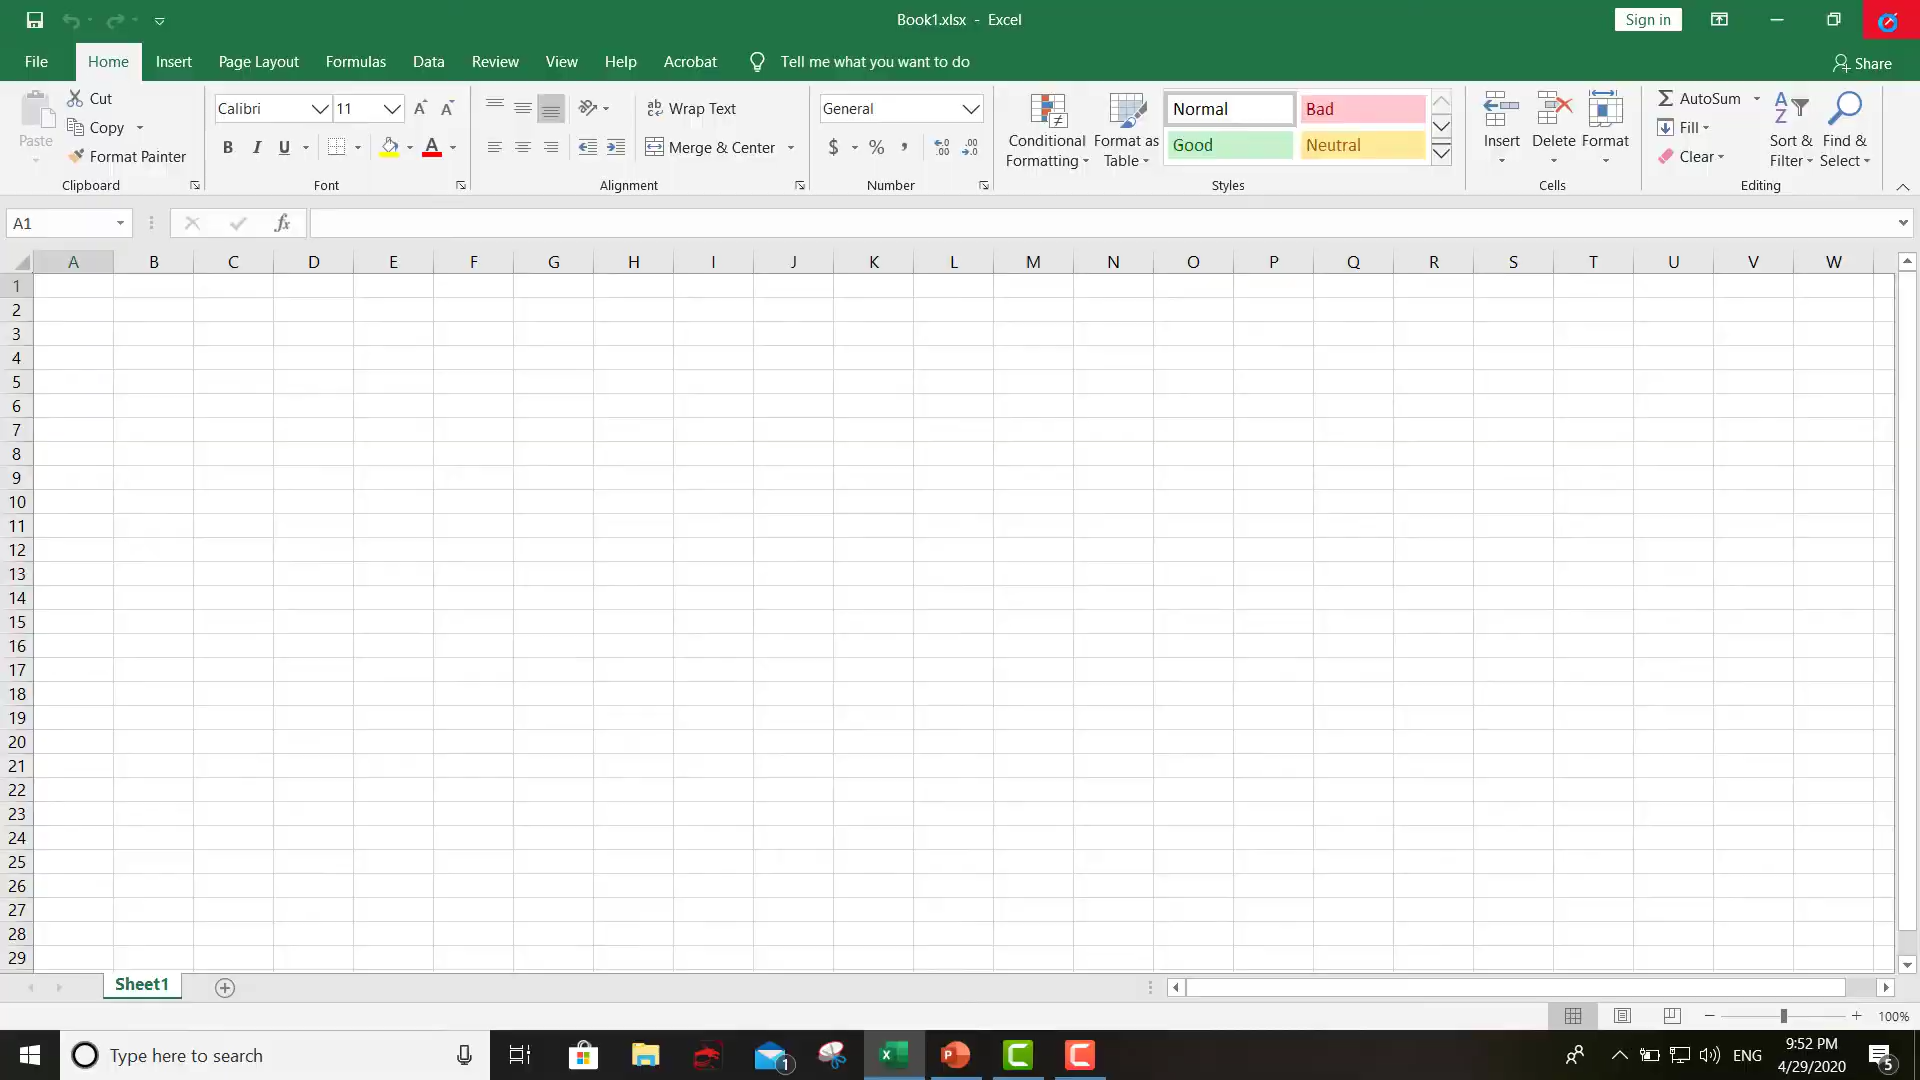 Book1.xlsx - Excel
Sign in
File Home Insert Page Layout Formulas Data Review View Help Acrobat Tell me what you want to do
Share
Paste
Cut
Copy
Format Painter
Clipboard
Calibri 11
B I U A
Font
Wrap Text
Merge & Center
Alignment
General
$ % ,
Number
Conditional Formatting
Format as Table
Normal Bad
Good Neutral
Styles
Insert Delete Format
Cells
AutoSum
Fill
Clear
Sort & Filter
Find & Select
Editing
A1
fx
A B C D E F G H I J K L M N O P Q R S T U V W
1
2
3
4
5
6
7
8
9
10
11
12
13
14
15
16
17
18
19
20
21
22
23
24
25
26
27
28
29
Sheet1
100%
Type here to search
1
ENG
9:52 PM
4/29/2020
5